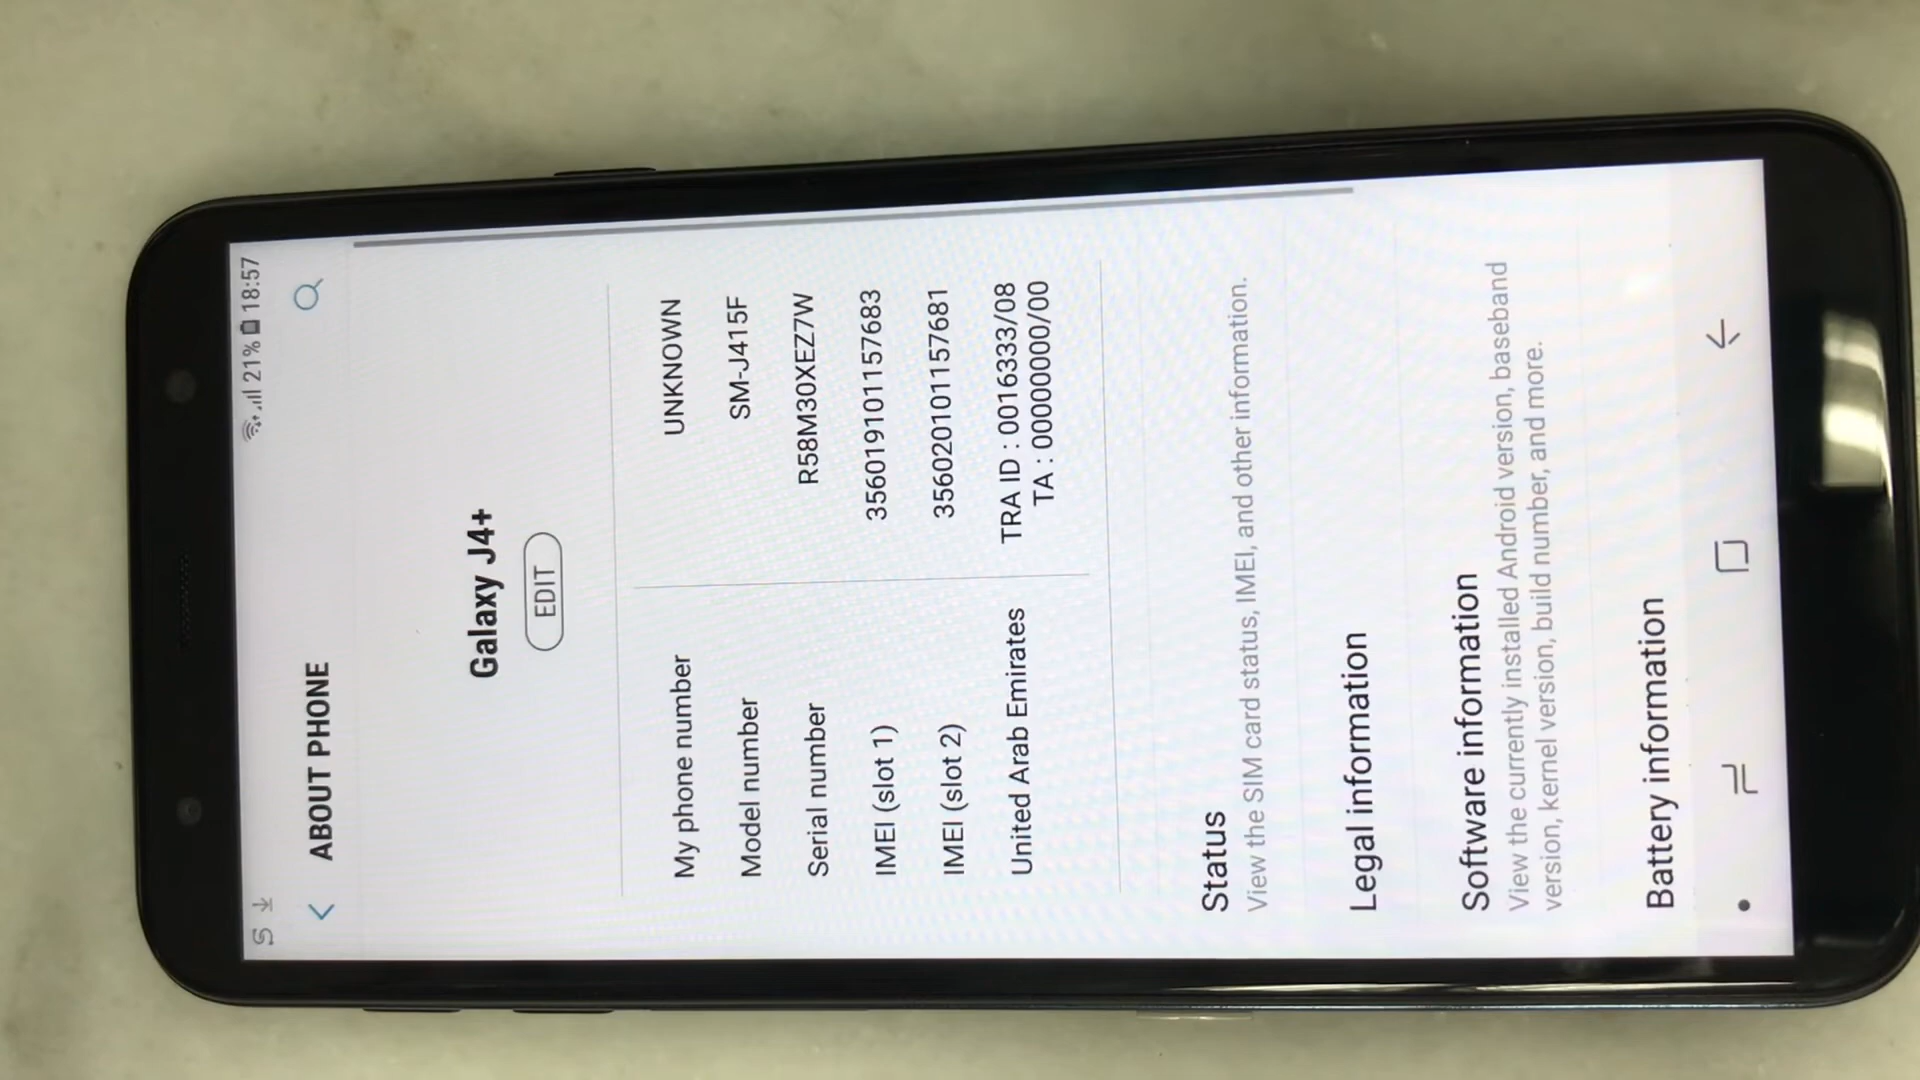 21% 18:57
ABOUT PHONE
Galaxy J4+
EDIT
My phone number UNKNOWN
Model number SM-J415F
Serial number R58M30XEZ7W
IMEI (slot 1) 356019101157683
IMEI (slot 2) 356020101157681
United Arab Emirates TRA ID : 0016333/08
TA : 0000000/00
Status
View the SIM card status, IMEI, and other information.
Legal information
Software information
View the currently installed Android version, baseband
version, kernel version, build number, and more.
Battery information